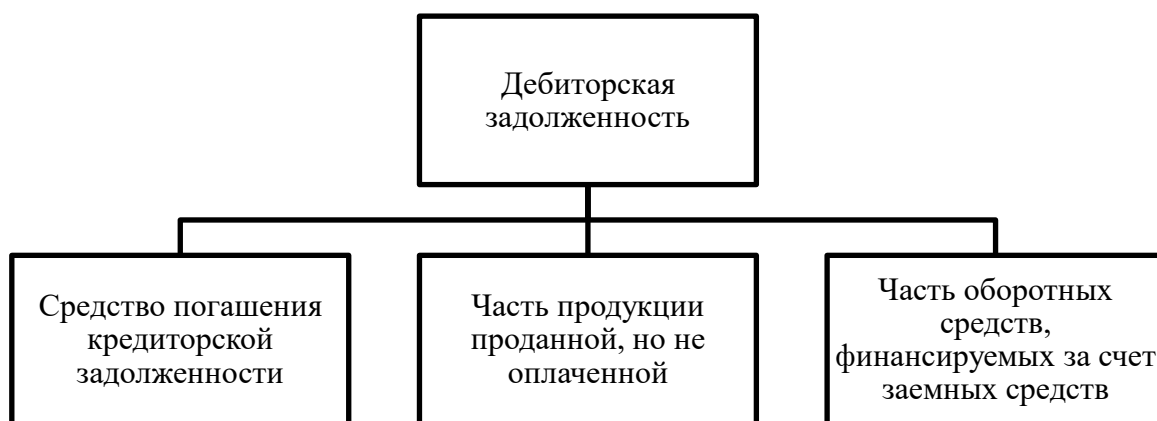 Дебиторская
задолженность
Средство погашения
кредиторской
задолженности
Часть продукции
проданной, но не
оплаченной
Часть оборотных
средств,
финансируемых за счет
заемных средств